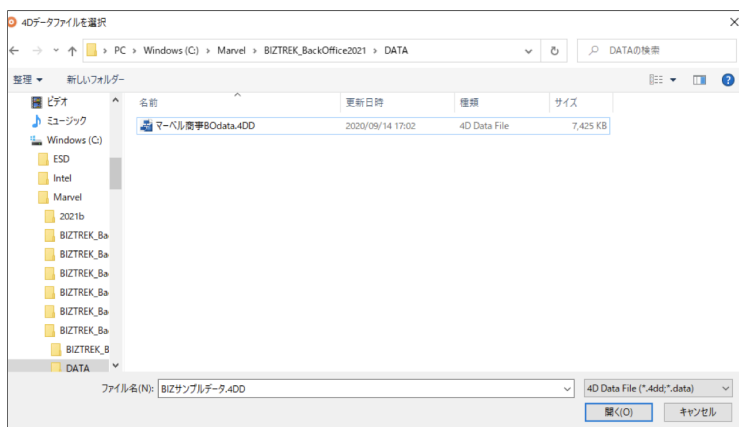 4Dデータファイルを選択
PC › Windows (C:) › Marvel › BIZTREK_BackOffice2021 › DATA
DATAの検索
整理 新しいフォルダー
ビデオ
ミュージック
Windows (C:)
ESD
Intel
Marvel
2021b
BIZTREK_Ba
BIZTREK_Ba
BIZTREK_Ba
BIZTREK_Ba
BIZTREK_Ba
BIZTREK_Ba
BIZTREK_B
DATA
名前 更新日時 種類 サイズ
マーベル商事BOdata.4DD 2020/09/14 17:02 4D Data File 7,425 KB
ファイル名(N): BIZサンプルデータ.4DD 4D Data File (*.4dd;*.data)
開く(O) キャンセル